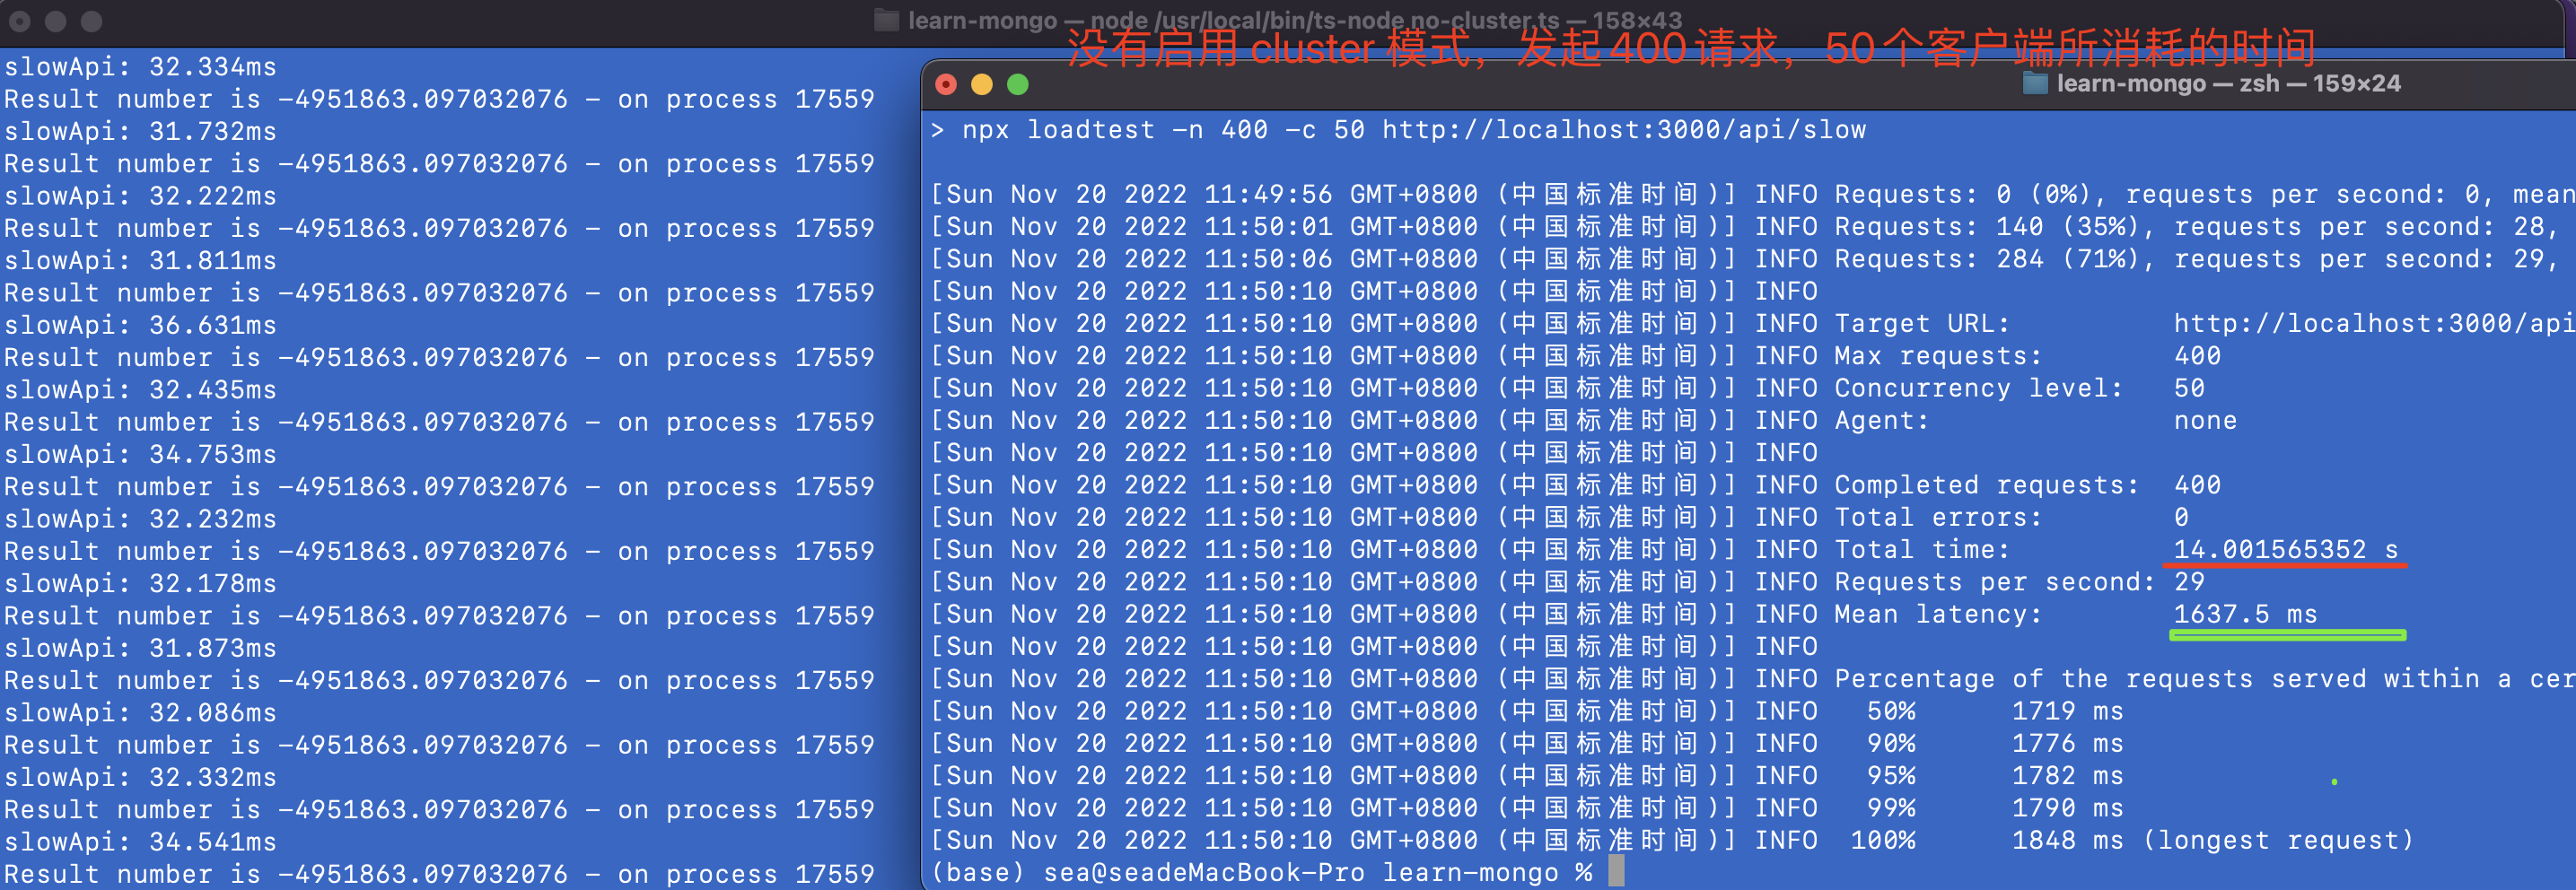 learn-mongo — node /usr/local/bin/ts-node no-cluster.ts — 158×43
没有启用 cluster 模式，发起 400 请求，50 个客户端所消耗的时间
slowApi: 32.334ms
Result number is -4951863.097032076 - on process 17559
slowApi: 31.732ms
Result number is -4951863.097032076 - on process 17559
slowApi: 32.222ms
Result number is -4951863.097032076 - on process 17559
slowApi: 31.811ms
Result number is -4951863.097032076 - on process 17559
slowApi: 36.631ms
Result number is -4951863.097032076 - on process 17559
slowApi: 32.435ms
Result number is -4951863.097032076 - on process 17559
slowApi: 34.753ms
Result number is -4951863.097032076 - on process 17559
slowApi: 32.232ms
Result number is -4951863.097032076 - on process 17559
slowApi: 32.178ms
Result number is -4951863.097032076 - on process 17559
slowApi: 31.873ms
Result number is -4951863.097032076 - on process 17559
slowApi: 32.086ms
Result number is -4951863.097032076 - on process 17559
slowApi: 32.332ms
Result number is -4951863.097032076 - on process 17559
slowApi: 34.541ms
Result number is -4951863.097032076 - on process 17559
learn-mongo — zsh — 159×24
> npx loadtest -n 400 -c 50 http://localhost:3000/api/slow
[Sun Nov 20 2022 11:49:56 GMT+0800 (中国标准时间)] INFO Requests: 0 (0%), requests per second: 0, mean
[Sun Nov 20 2022 11:50:01 GMT+0800 (中国标准时间)] INFO Requests: 140 (35%), requests per second: 28,
[Sun Nov 20 2022 11:50:06 GMT+0800 (中国标准时间)] INFO Requests: 284 (71%), requests per second: 29,
[Sun Nov 20 2022 11:50:10 GMT+0800 (中国标准时间)] INFO
[Sun Nov 20 2022 11:50:10 GMT+0800 (中国标准时间)] INFO Target URL: http://localhost:3000/api
[Sun Nov 20 2022 11:50:10 GMT+0800 (中国标准时间)] INFO Max requests: 400
[Sun Nov 20 2022 11:50:10 GMT+0800 (中国标准时间)] INFO Concurrency level: 50
[Sun Nov 20 2022 11:50:10 GMT+0800 (中国标准时间)] INFO Agent: none
[Sun Nov 20 2022 11:50:10 GMT+0800 (中国标准时间)] INFO
[Sun Nov 20 2022 11:50:10 GMT+0800 (中国标准时间)] INFO Completed requests: 400
[Sun Nov 20 2022 11:50:10 GMT+0800 (中国标准时间)] INFO Total errors: 0
[Sun Nov 20 2022 11:50:10 GMT+0800 (中国标准时间)] INFO Total time: 14.001565352 s
[Sun Nov 20 2022 11:50:10 GMT+0800 (中国标准时间)] INFO Requests per second: 29
[Sun Nov 20 2022 11:50:10 GMT+0800 (中国标准时间)] INFO Mean latency: 1637.5 ms
[Sun Nov 20 2022 11:50:10 GMT+0800 (中国标准时间)] INFO
[Sun Nov 20 2022 11:50:10 GMT+0800 (中国标准时间)] INFO Percentage of the requests served within a cer
[Sun Nov 20 2022 11:50:10 GMT+0800 (中国标准时间)] INFO 50% 1719 ms
[Sun Nov 20 2022 11:50:10 GMT+0800 (中国标准时间)] INFO 90% 1776 ms
[Sun Nov 20 2022 11:50:10 GMT+0800 (中国标准时间)] INFO 95% 1782 ms
[Sun Nov 20 2022 11:50:10 GMT+0800 (中国标准时间)] INFO 99% 1790 ms
[Sun Nov 20 2022 11:50:10 GMT+0800 (中国标准时间)] INFO 100% 1848 ms (longest request)
(base) sea@seadeMacBook-Pro learn-mongo %